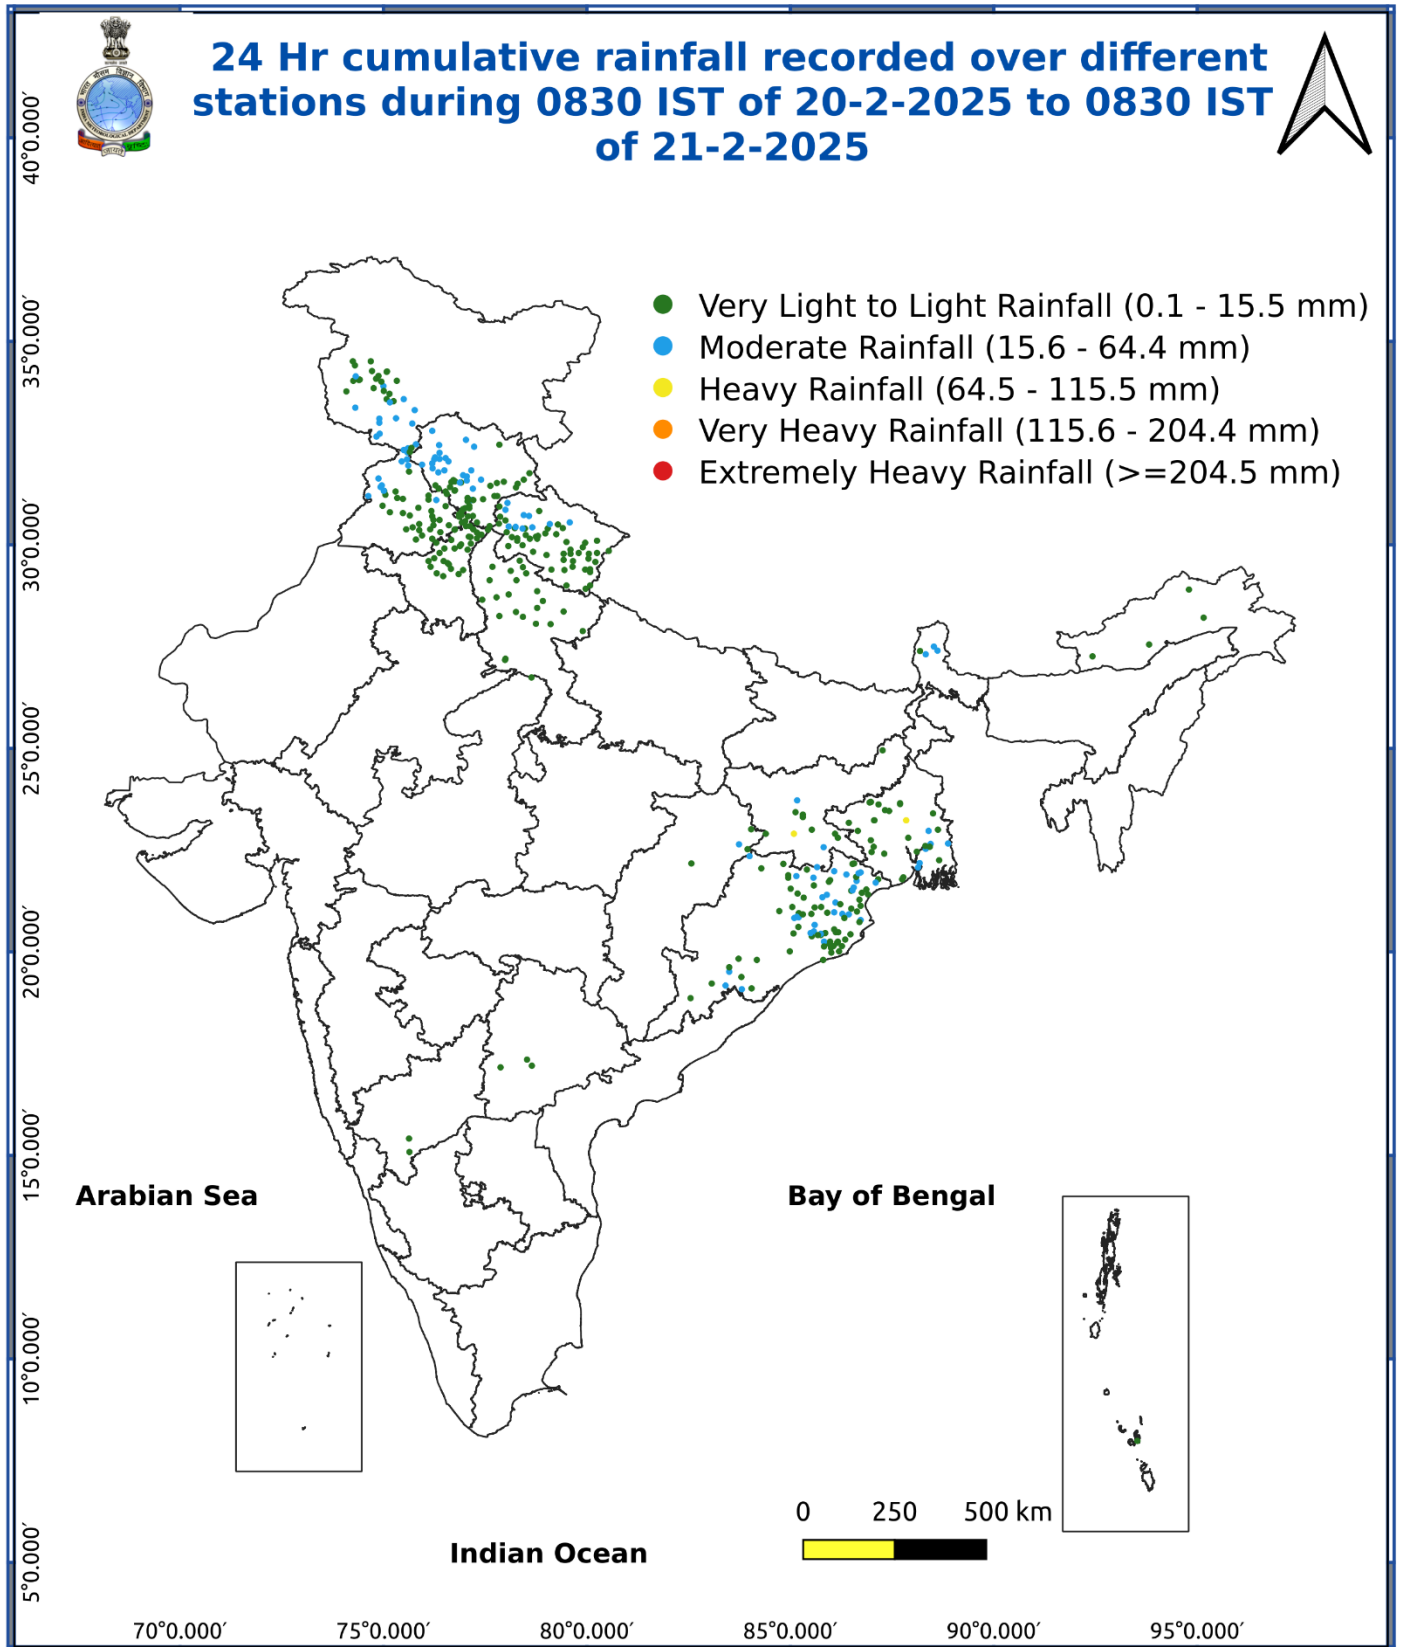 24 Hr cumulative rainfall recorded over different
stations during 0830 IST of 20-2-2025 to 0830 IST
of 21-2-2025
Very Light to Light Rainfall (0.1 - 15.5 mm)
Moderate Rainfall (15.6 - 64.4 mm)
Heavy Rainfall (64.5 - 115.5 mm)
Very Heavy Rainfall (115.6 - 204.4 mm)
Extremely Heavy Rainfall (>=204.5 mm)
40°0.000′
35°0.000′
30°0.000′
25°0.000′
20°0.000′
15°0.000′
10°0.000′
5°0.000′
Arabian Sea
Bay of Bengal
Indian Ocean
0 250 500 km
70°0.000′ 75°0.000′ 80°0.000′ 85°0.000′ 90°0.000′ 95°0.000′